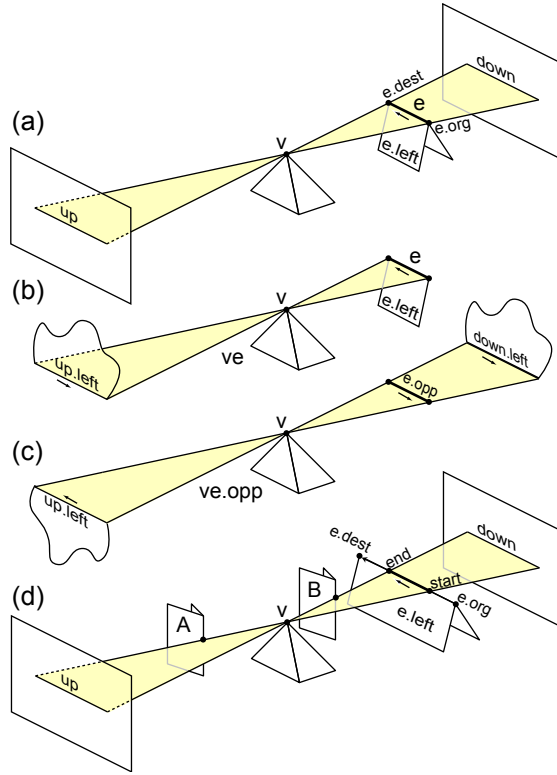 (a)
down
e.dest
e
e.org
e.left
v
up
(b)
v
e
e.left
up.left
ve
down.left
(c)
e.opp
v
up.left
ve.opp
(d)
down
e.dest
end
start
e.org
e.left
B
A
v
up